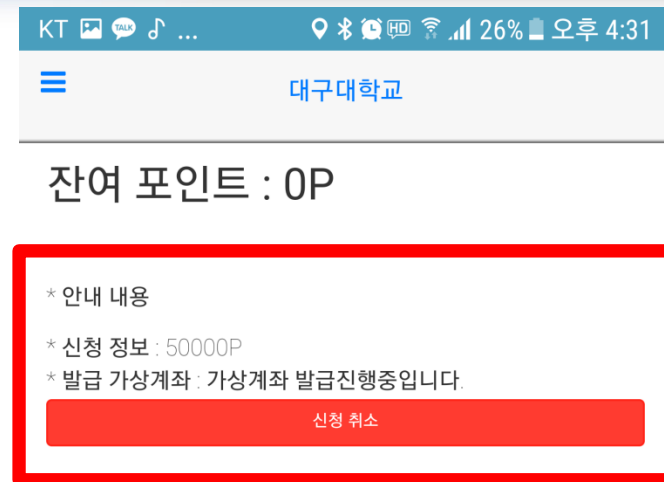 KT TALK ... HD 26% 오후 4:31
대구대학교
잔여 포인트 : 0P
* 안내 내용
* 신청 정보 : 50000P
* 발급 가상계좌 : 가상계좌 발급진행중입니다.
신청 취소